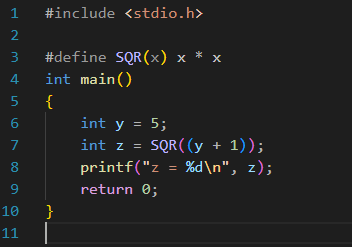 1 #include <stdio.h>
2
3 #define SQR(x) x * x
4 int main()
5 {
6     int y = 5;
7     int z = SQR((y + 1));
8     printf("z = %d\n", z);
9     return 0;
10 }
11